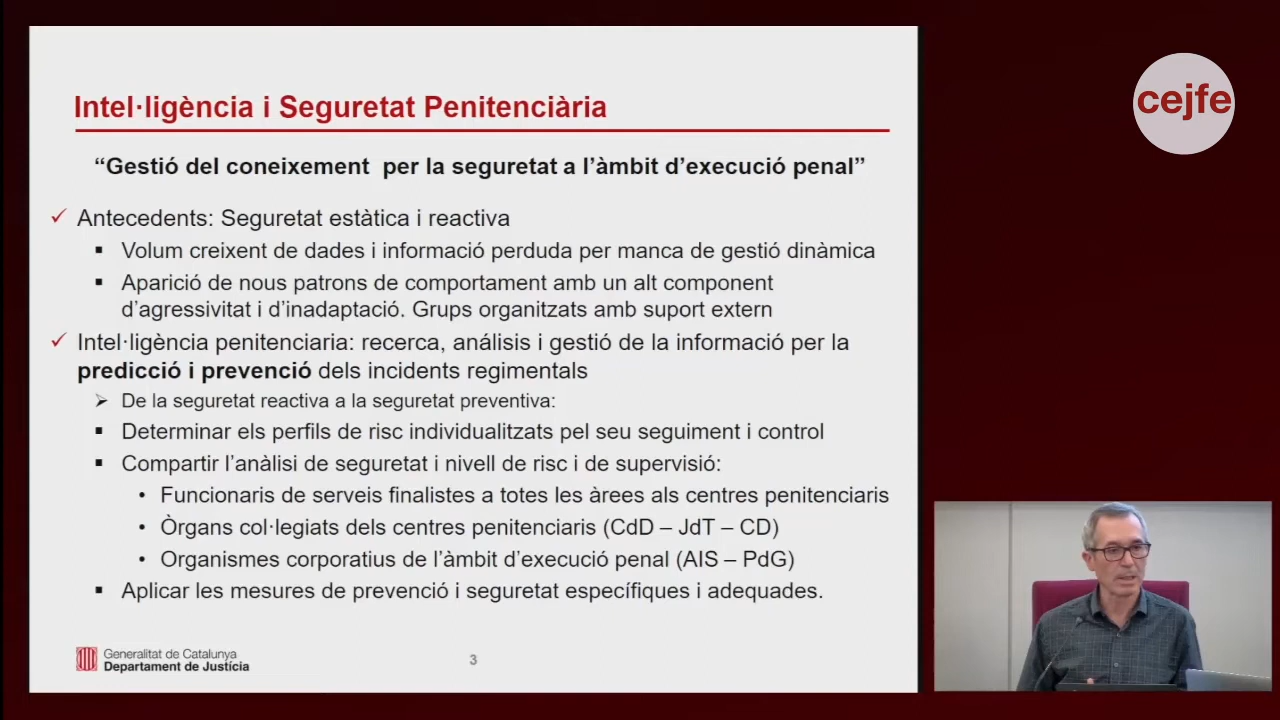 Intel·ligència i Seguretat Penitenciària
“Gestió del coneixement per la seguretat a l’àmbit d’execució penal”
Antecedents: Seguretat estàtica i reactiva
Volum creixent de dades i informació perduda per manca de gestió dinàmica
Aparició de nous patrons de comportament amb un alt component
d’agressivitat i d’inadaptació. Grups organitzats amb suport extern
Intel·ligència penitenciaria: recerca, análisis i gestió de la informació per la
predicció i prevenció dels incidents regimentals
De la seguretat reactiva a la seguretat preventiva:
Determinar els perfils de risc individualitzats pel seu seguiment i control
Compartir l’anàlisi de seguretat i nivell de risc i de supervisió:
Funcionaris de serveis finalistes a totes les àrees als centres penitenciaris
Òrgans col·legiats dels centres penitenciaris (CdD – JdT – CD)
Organismes corporatius de l’àmbit d’execució penal (AIS – PdG)
Aplicar les mesures de prevenció i seguretat específiques i adequades.
Generalitat de Catalunya
Departament de Justícia
3
cejfe